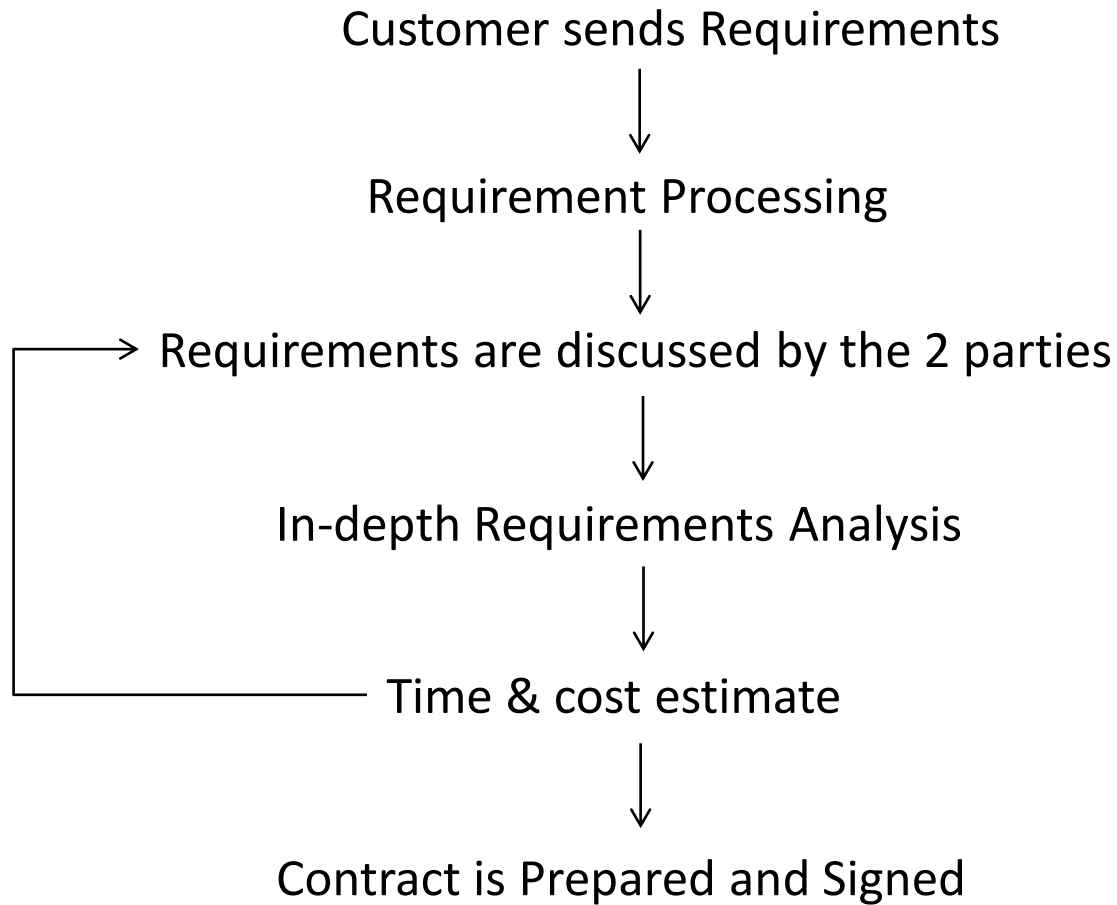 Customer sends Requirements
Requirement Processing
Requirements are discussed by the 2 parties
In-depth Requirements Analysis
Time & cost estimate
Contract is Prepared and Signed